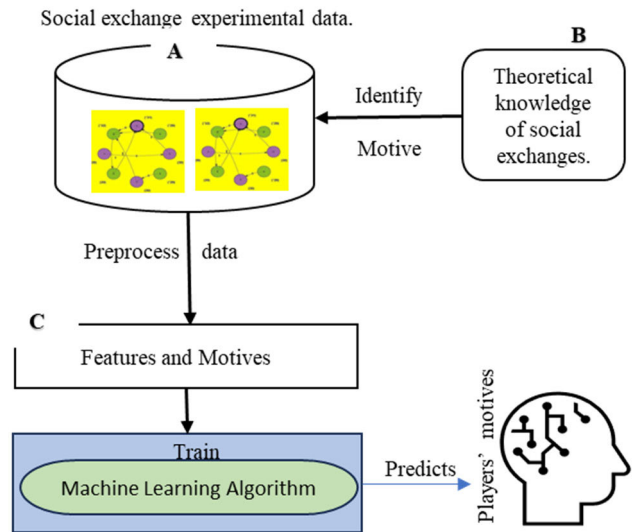 Social exchange experimental data.
A
B
Theoretical
knowledge
of social
exchanges.
Identify
Motive
Preprocess data
C
Features and Motives
Train
Machine Learning Algorithm
Predicts
Players' motives